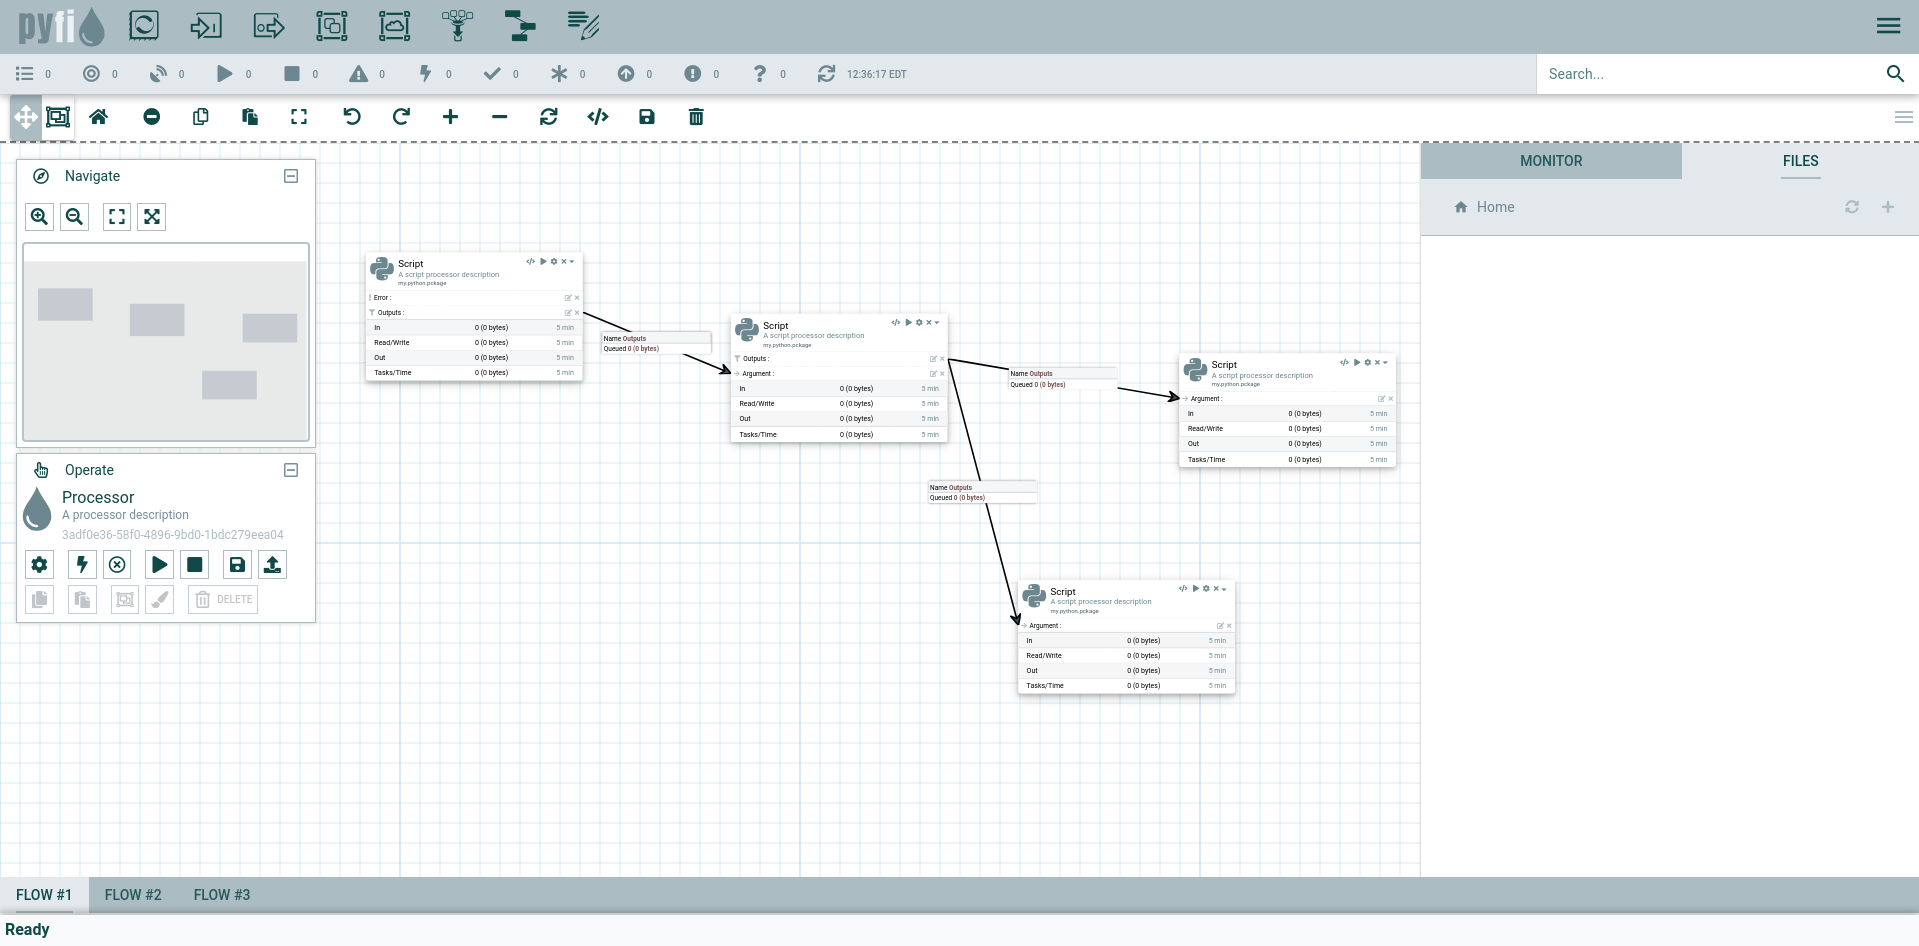 pyfi
0 0 0 0 0 0 0 0 0 0 0 0 12:36:17 EDT
Search...
Navigate
Operate
Processor
A processor description
3adf0e36-58f0-4896-9bd0-1bdc279eea04
DELETE
Script
A script processor description
my.python.pckage
Error :
Outputs :
In 0 (0 bytes) 5 min
Read/Write 0 (0 bytes) 5 min
Out 0 (0 bytes) 5 min
Tasks/Time 0 (0 bytes) 5 min
Name Outputs
Queued 0 (0 bytes)
Script
A script processor description
my.python.pckage
Outputs :
Argument :
In 0 (0 bytes) 5 min
Read/Write 0 (0 bytes) 5 min
Out 0 (0 bytes) 5 min
Tasks/Time 0 (0 bytes) 5 min
Name Outputs
Queued 0 (0 bytes)
Script
A script processor description
my.python.pckage
Argument :
In 0 (0 bytes) 5 min
Read/Write 0 (0 bytes) 5 min
Out 0 (0 bytes) 5 min
Tasks/Time 0 (0 bytes) 5 min
Name Outputs
Queued 0 (0 bytes)
Script
A script processor description
my.python.pckage
Argument :
In 0 (0 bytes) 5 min
Read/Write 0 (0 bytes) 5 min
Out 0 (0 bytes) 5 min
Tasks/Time 0 (0 bytes) 5 min
MONITOR FILES
Home
FLOW #1 FLOW #2 FLOW #3
Ready